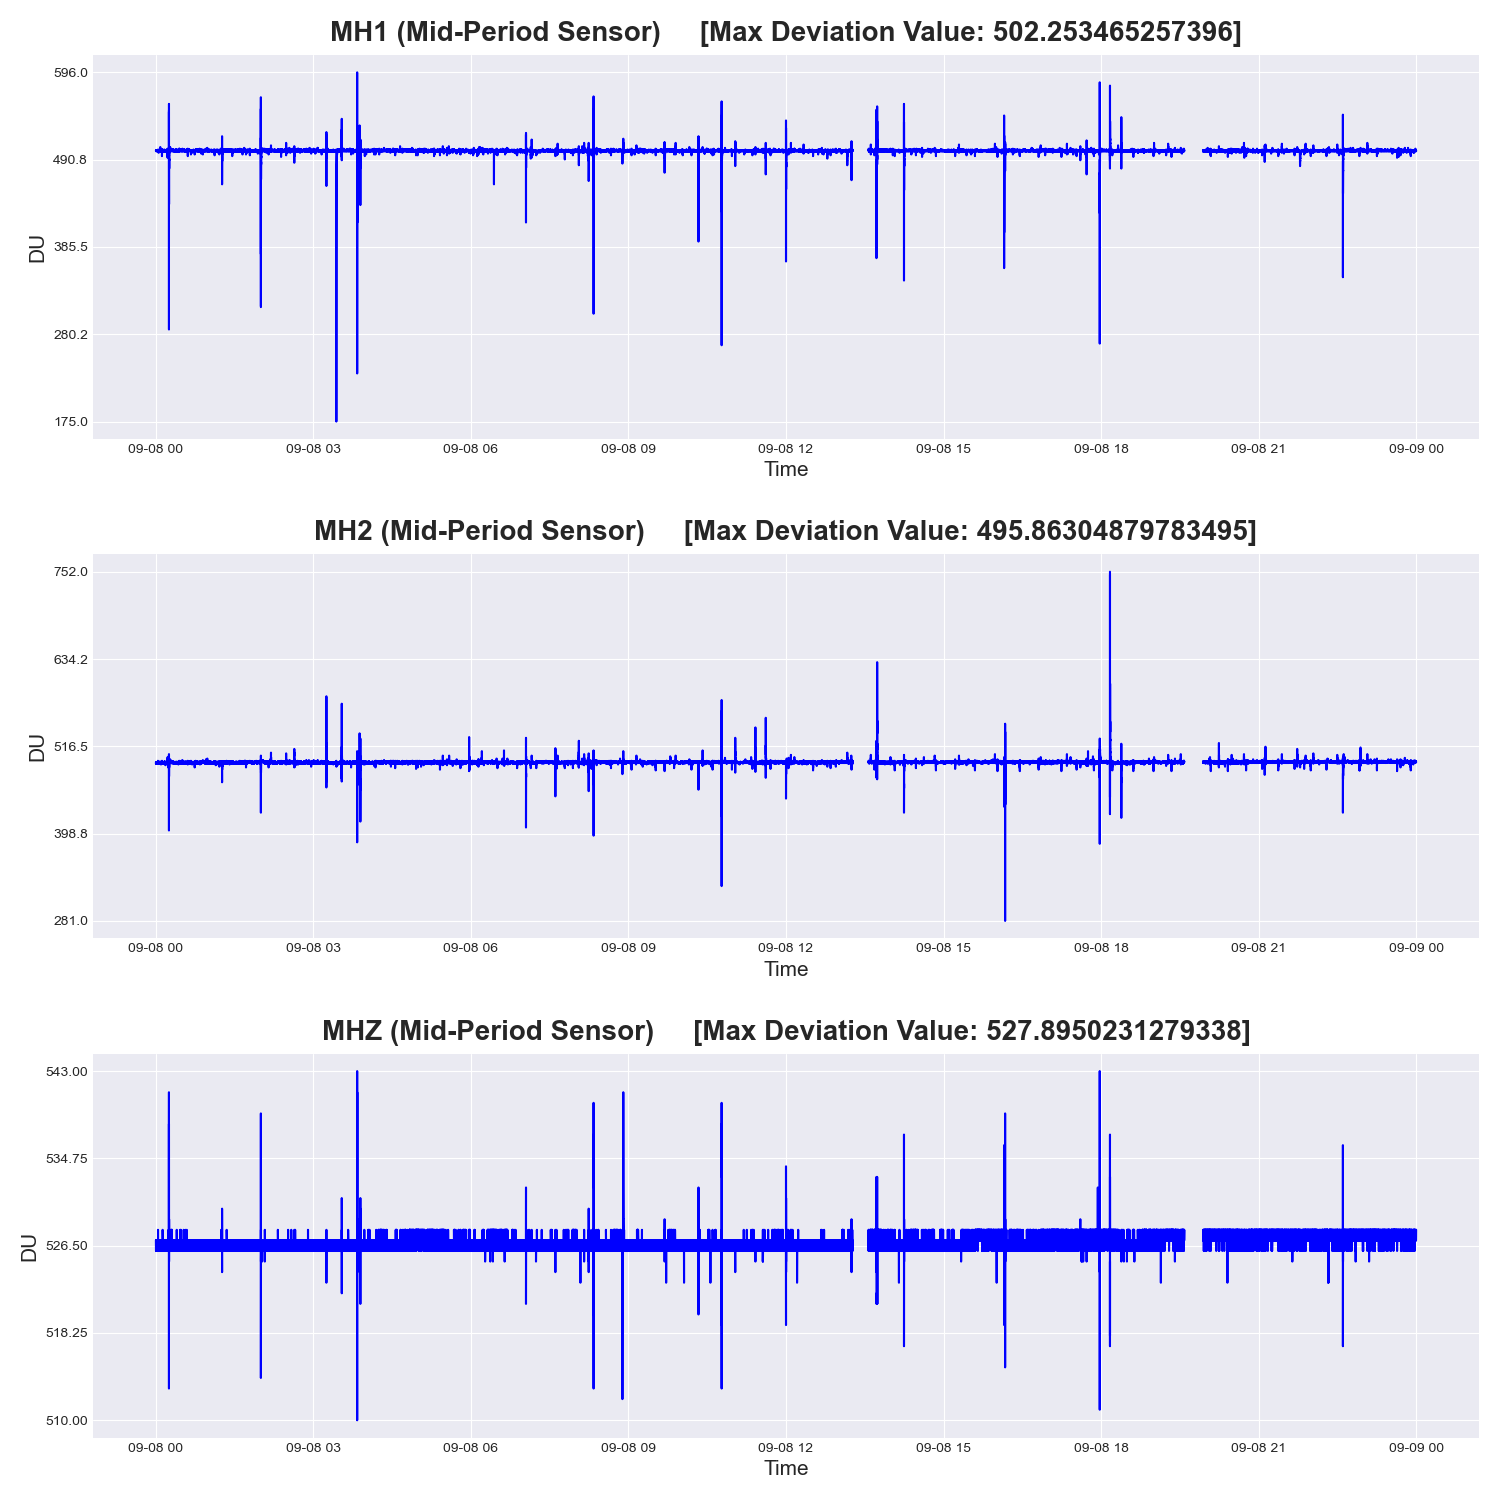 MH1 (Mid-Period Sensor) [Max Deviation Value: 502.253465257396]
596.0
490.8
385.5
280.2
175.0
DU
09-08 00 09-08 03 09-08 06 09-08 09 09-08 12 09-08 15 09-08 18 09-08 21 09-09 00
Time
MH2 (Mid-Period Sensor) [Max Deviation Value: 495.86304879783495]
752.0
634.2
516.5
398.8
281.0
DU
09-08 00 09-08 03 09-08 06 09-08 09 09-08 12 09-08 15 09-08 18 09-08 21 09-09 00
Time
MHZ (Mid-Period Sensor) [Max Deviation Value: 527.8950231279338]
543.00
534.75
526.50
518.25
510.00
DU
09-08 00 09-08 03 09-08 06 09-08 09 09-08 12 09-08 15 09-08 18 09-08 21 09-09 00
Time